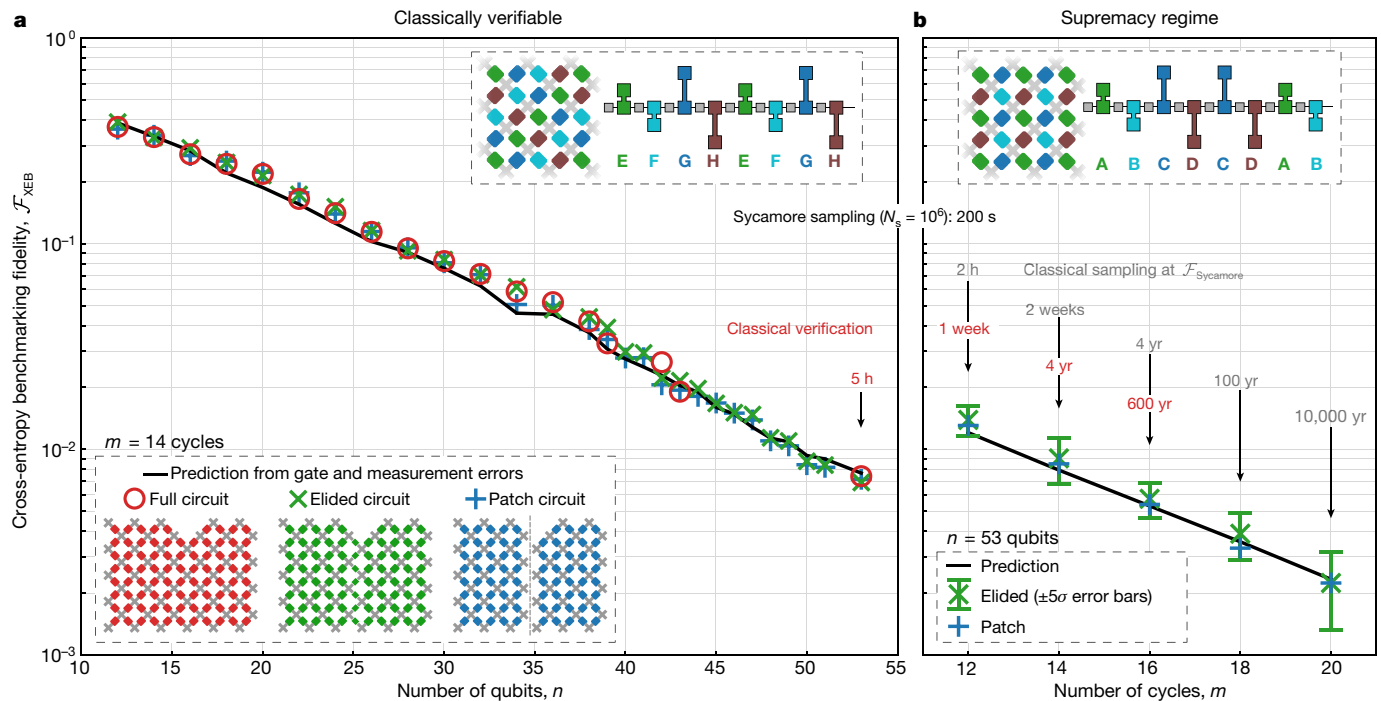 a
Classically verifiable
Cross-entropy benchmarking fidelity, ℱ_XEB
10⁰
10⁻¹
10⁻²
10⁻³
E F G H E F G H
Sycamore sampling (Nₛ = 10⁶): 200 s
Classical verification
5 h
m = 14 cycles
Prediction from gate and measurement errors
Full circuit
Elided circuit
Patch circuit
10 15 20 25 30 35 40 45 50 55
Number of qubits, n
b
Supremacy regime
A B C D C D A B
2 h
Classical sampling at ℱ_Sycamore
1 week
2 weeks
4 yr
4 yr
600 yr
100 yr
10,000 yr
n = 53 qubits
Prediction
Elided (±5σ error bars)
Patch
12 14 16 18 20
Number of cycles, m